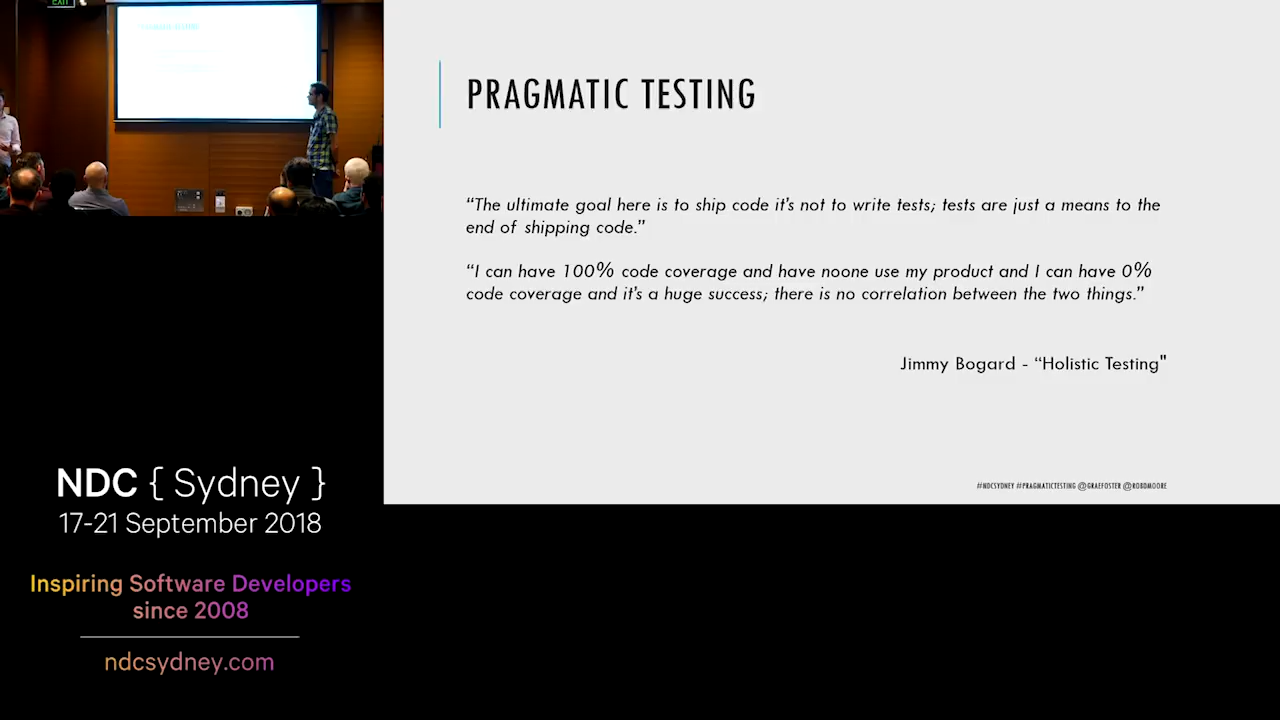 EXIT
PRAGMATIC TESTING
“The ultimate goal here is to ship code it’s not to write tests; tests are just a means to the
end of shipping code.”
“I can have 100% code coverage and have noone use my product and I can have 0%
code coverage and it’s a huge success; there is no correlation between the two things.”
Jimmy Bogard - “Holistic Testing"
#NDCSYDNEY #PRAGMATICTESTING @GRAEFOSTER @ROBDMOORE
NDC { Sydney }
17-21 September 2018
Inspiring Software Developers
since 2008
ndcsydney.com